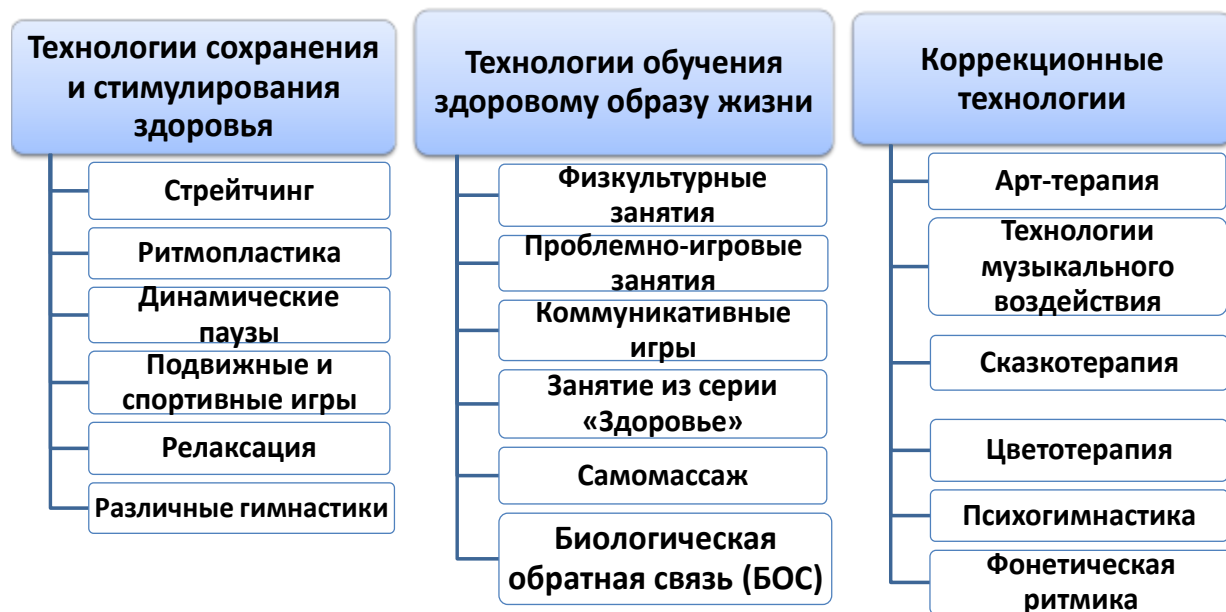 Технологии сохранения
и стимулирования
здоровья
Стрейтчинг
Ритмопластика
Динамические
паузы
Подвижные и
спортивные игры
Релаксация
Различные гимнастики
Технологии обучения
здоровому образу жизни
Физкультурные
занятия
Проблемно-игровые
занятия
Коммуникативные
игры
Занятие из серии
«Здоровье»
Самомассаж
Биологическая
обратная связь (БОС)
Коррекционные
технологии
Арт-терапия
Технологии
музыкального
воздействия
Сказкотерапия
Цветотерапия
Психогимнастика
Фонетическая
ритмика